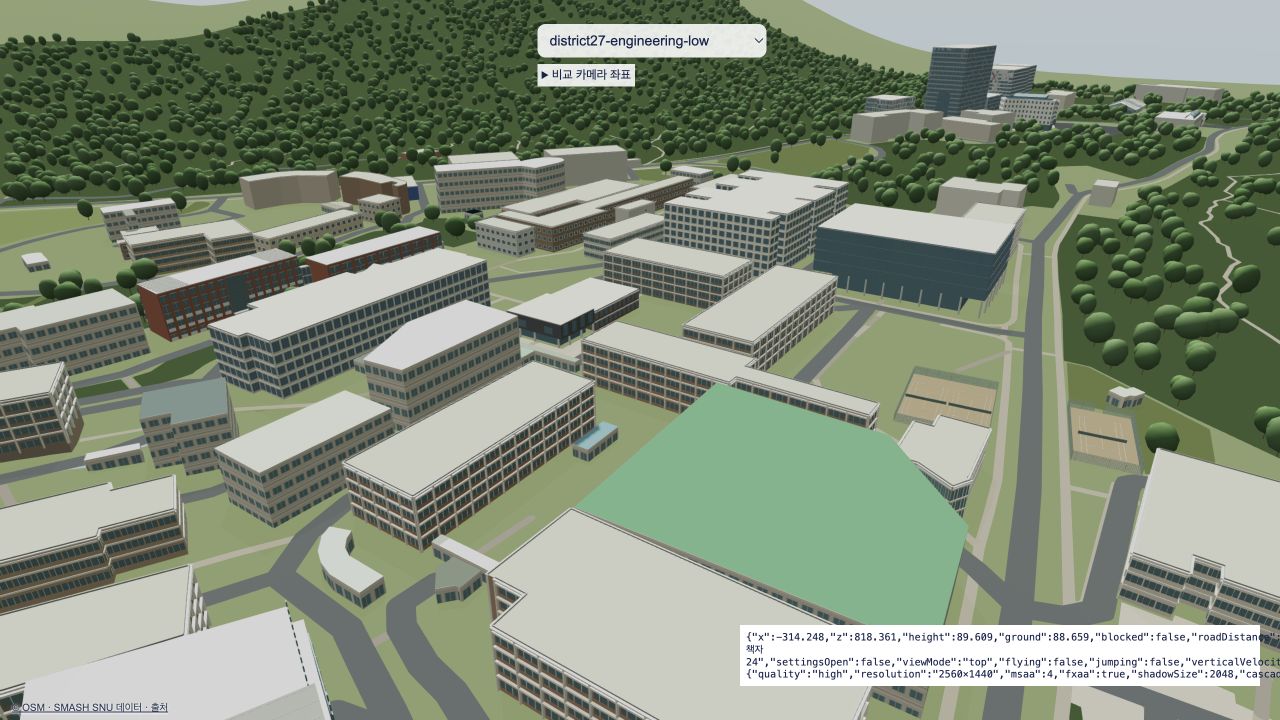 district27-engineering-low
▶ 비교 카메라 좌표
{"x":−314.248,"z":818.361,"height":89.609,"ground":88.659,"blocked":false,"roadDistance"
책자
24","settingsOpen":false,"viewMode":"top","flying":false,"jumping":false,"verticalVeloci
{"quality":"high","resolution":"2560×1440","msaa":4,"fxaa":true,"shadowSize":2048,"casca
© OSM · SMASH SNU 데이터 · 출처